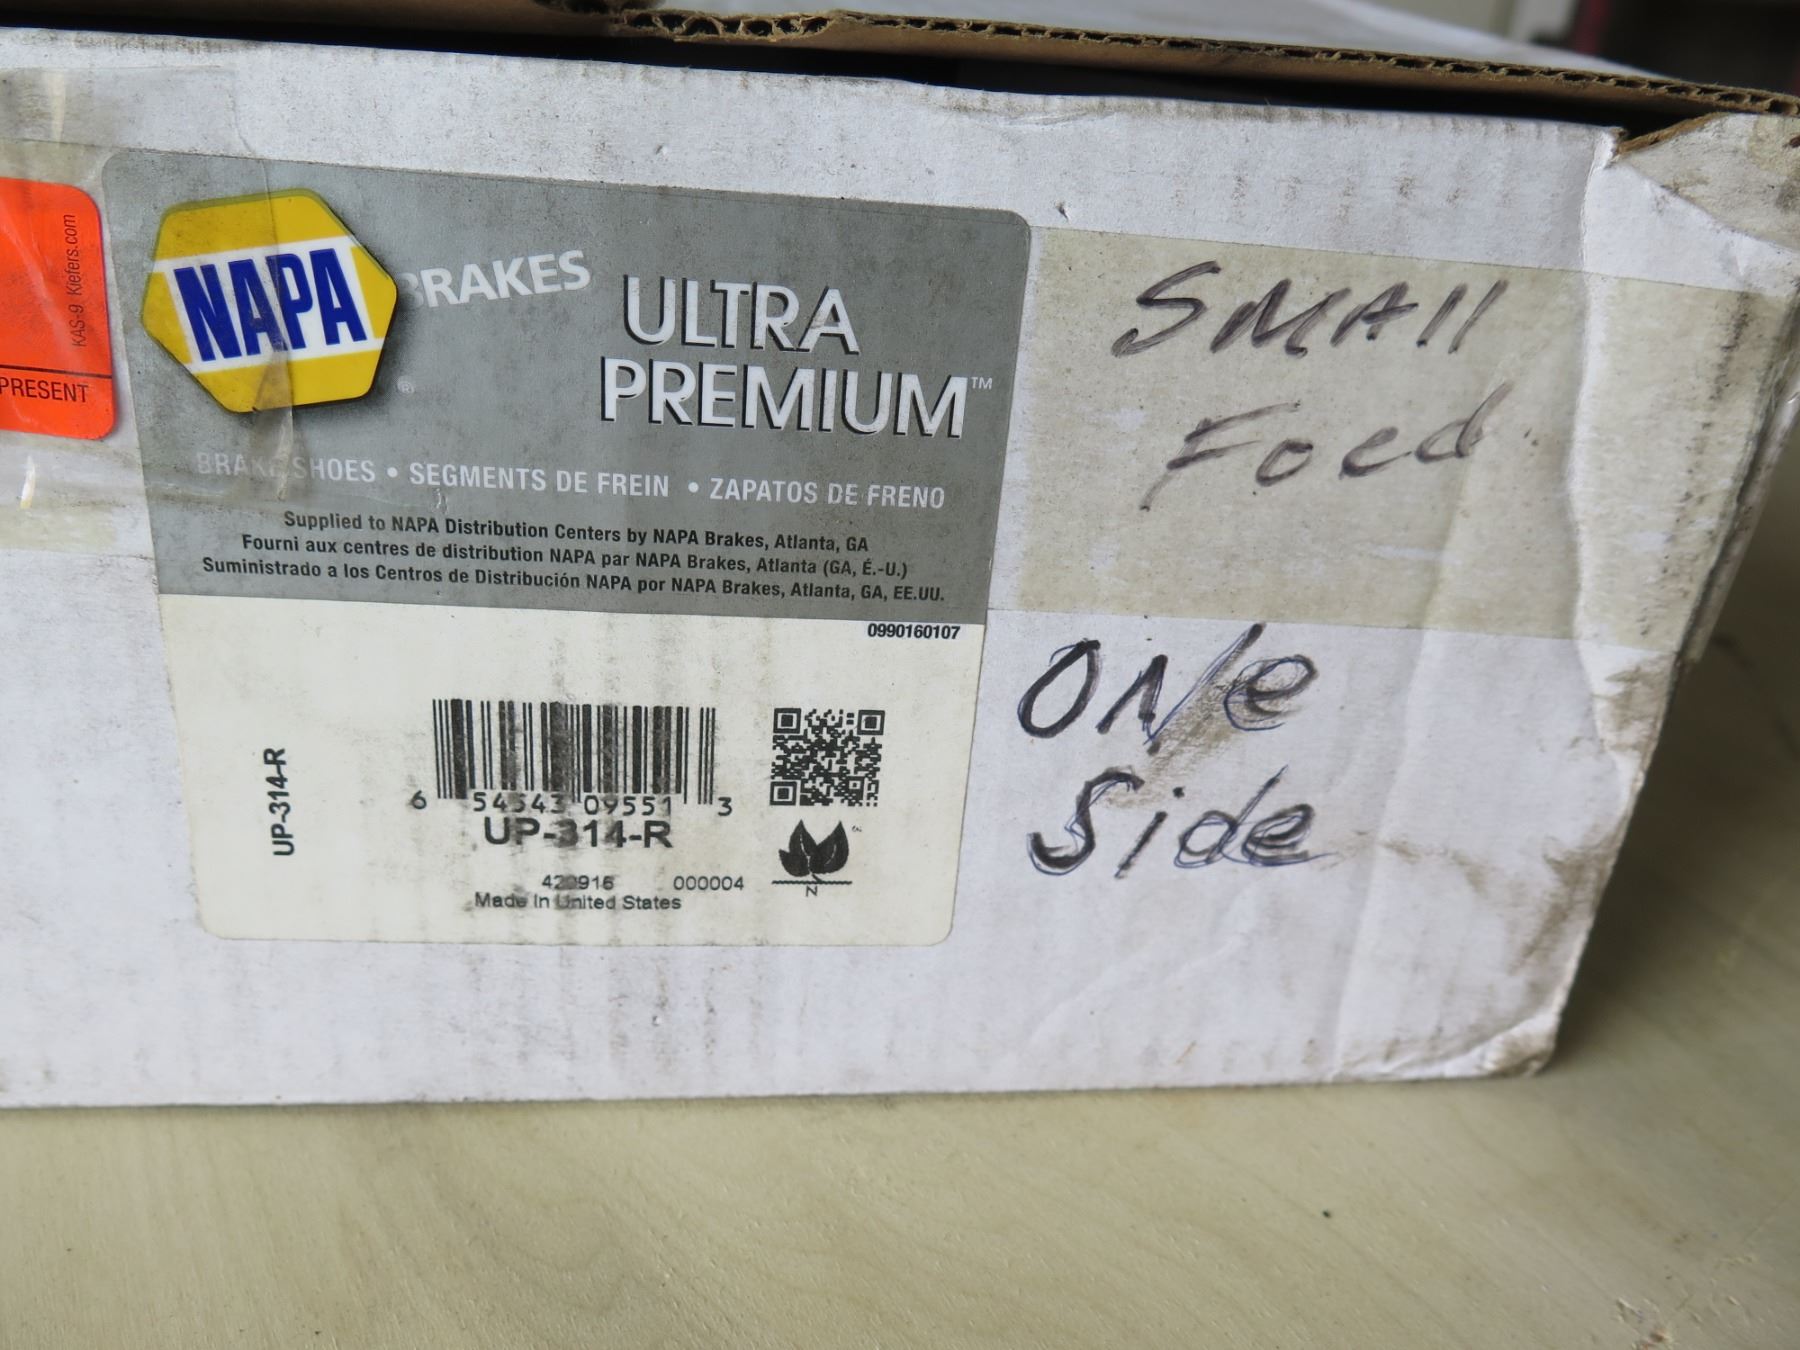 KAS-9 Kiefers.com
PRESENT
NAPA
BRAKES
®
ULTRA
PREMIUM™
BRAKE SHOES • SEGMENTS DE FREIN • ZAPATOS DE FRENO
Supplied to NAPA Distribution Centers by NAPA Brakes, Atlanta, GA
Fourni aux centres de distribution NAPA par NAPA Brakes, Atlanta (GA, É.-U.)
Suministrado a los Centros de Distribución NAPA por NAPA Brakes, Atlanta, GA, EE.UU.
0990160107
UP-314-R
6 54543 09551 3
UP-314-R
420916 000004
Made In United States
N
SMAll
Foed
ONe
Side